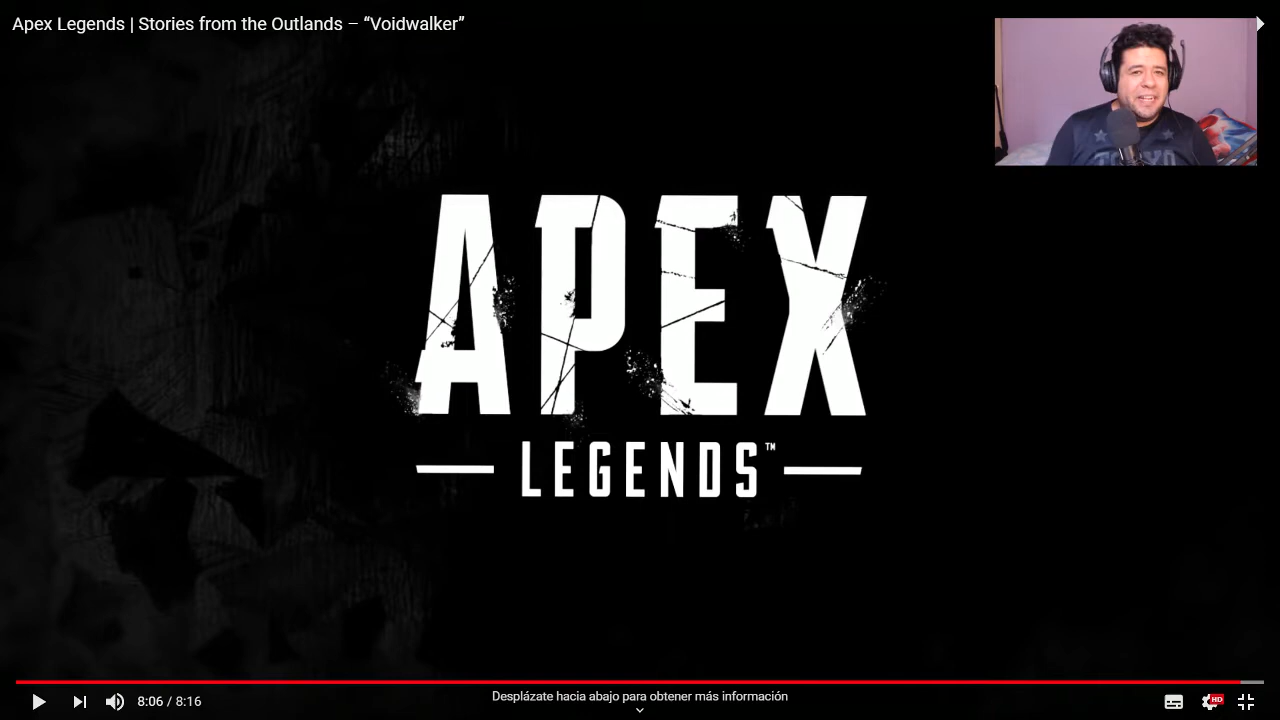 Apex Legends | Stories from the Outlands – “Voidwalker”
APEX
LEGENDS™
8:06 / 8:16
Desplázate hacia abajo para obtener más información
HD